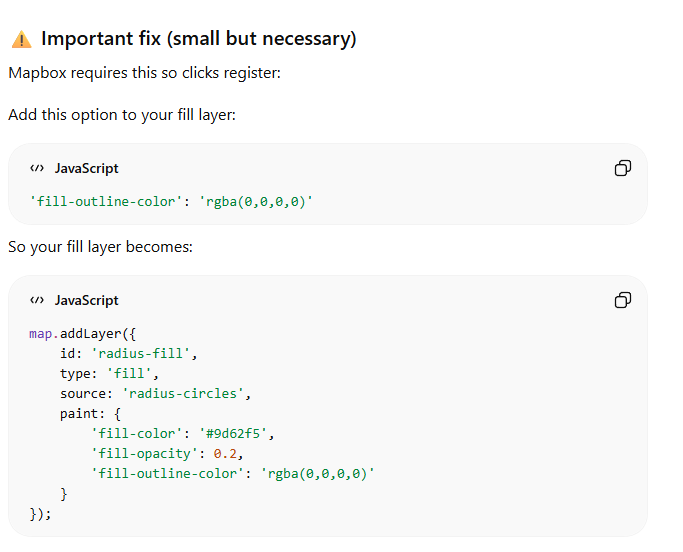 ⚠️ Important fix (small but necessary)
Mapbox requires this so clicks register:
Add this option to your fill layer:
</> JavaScript
'fill-outline-color': 'rgba(0,0,0,0)'
So your fill layer becomes:
</> JavaScript
map.addLayer({
    id: 'radius-fill',
    type: 'fill',
    source: 'radius-circles',
    paint: {
        'fill-color': '#9d62f5',
        'fill-opacity': 0.2,
        'fill-outline-color': 'rgba(0,0,0,0)'
    }
});